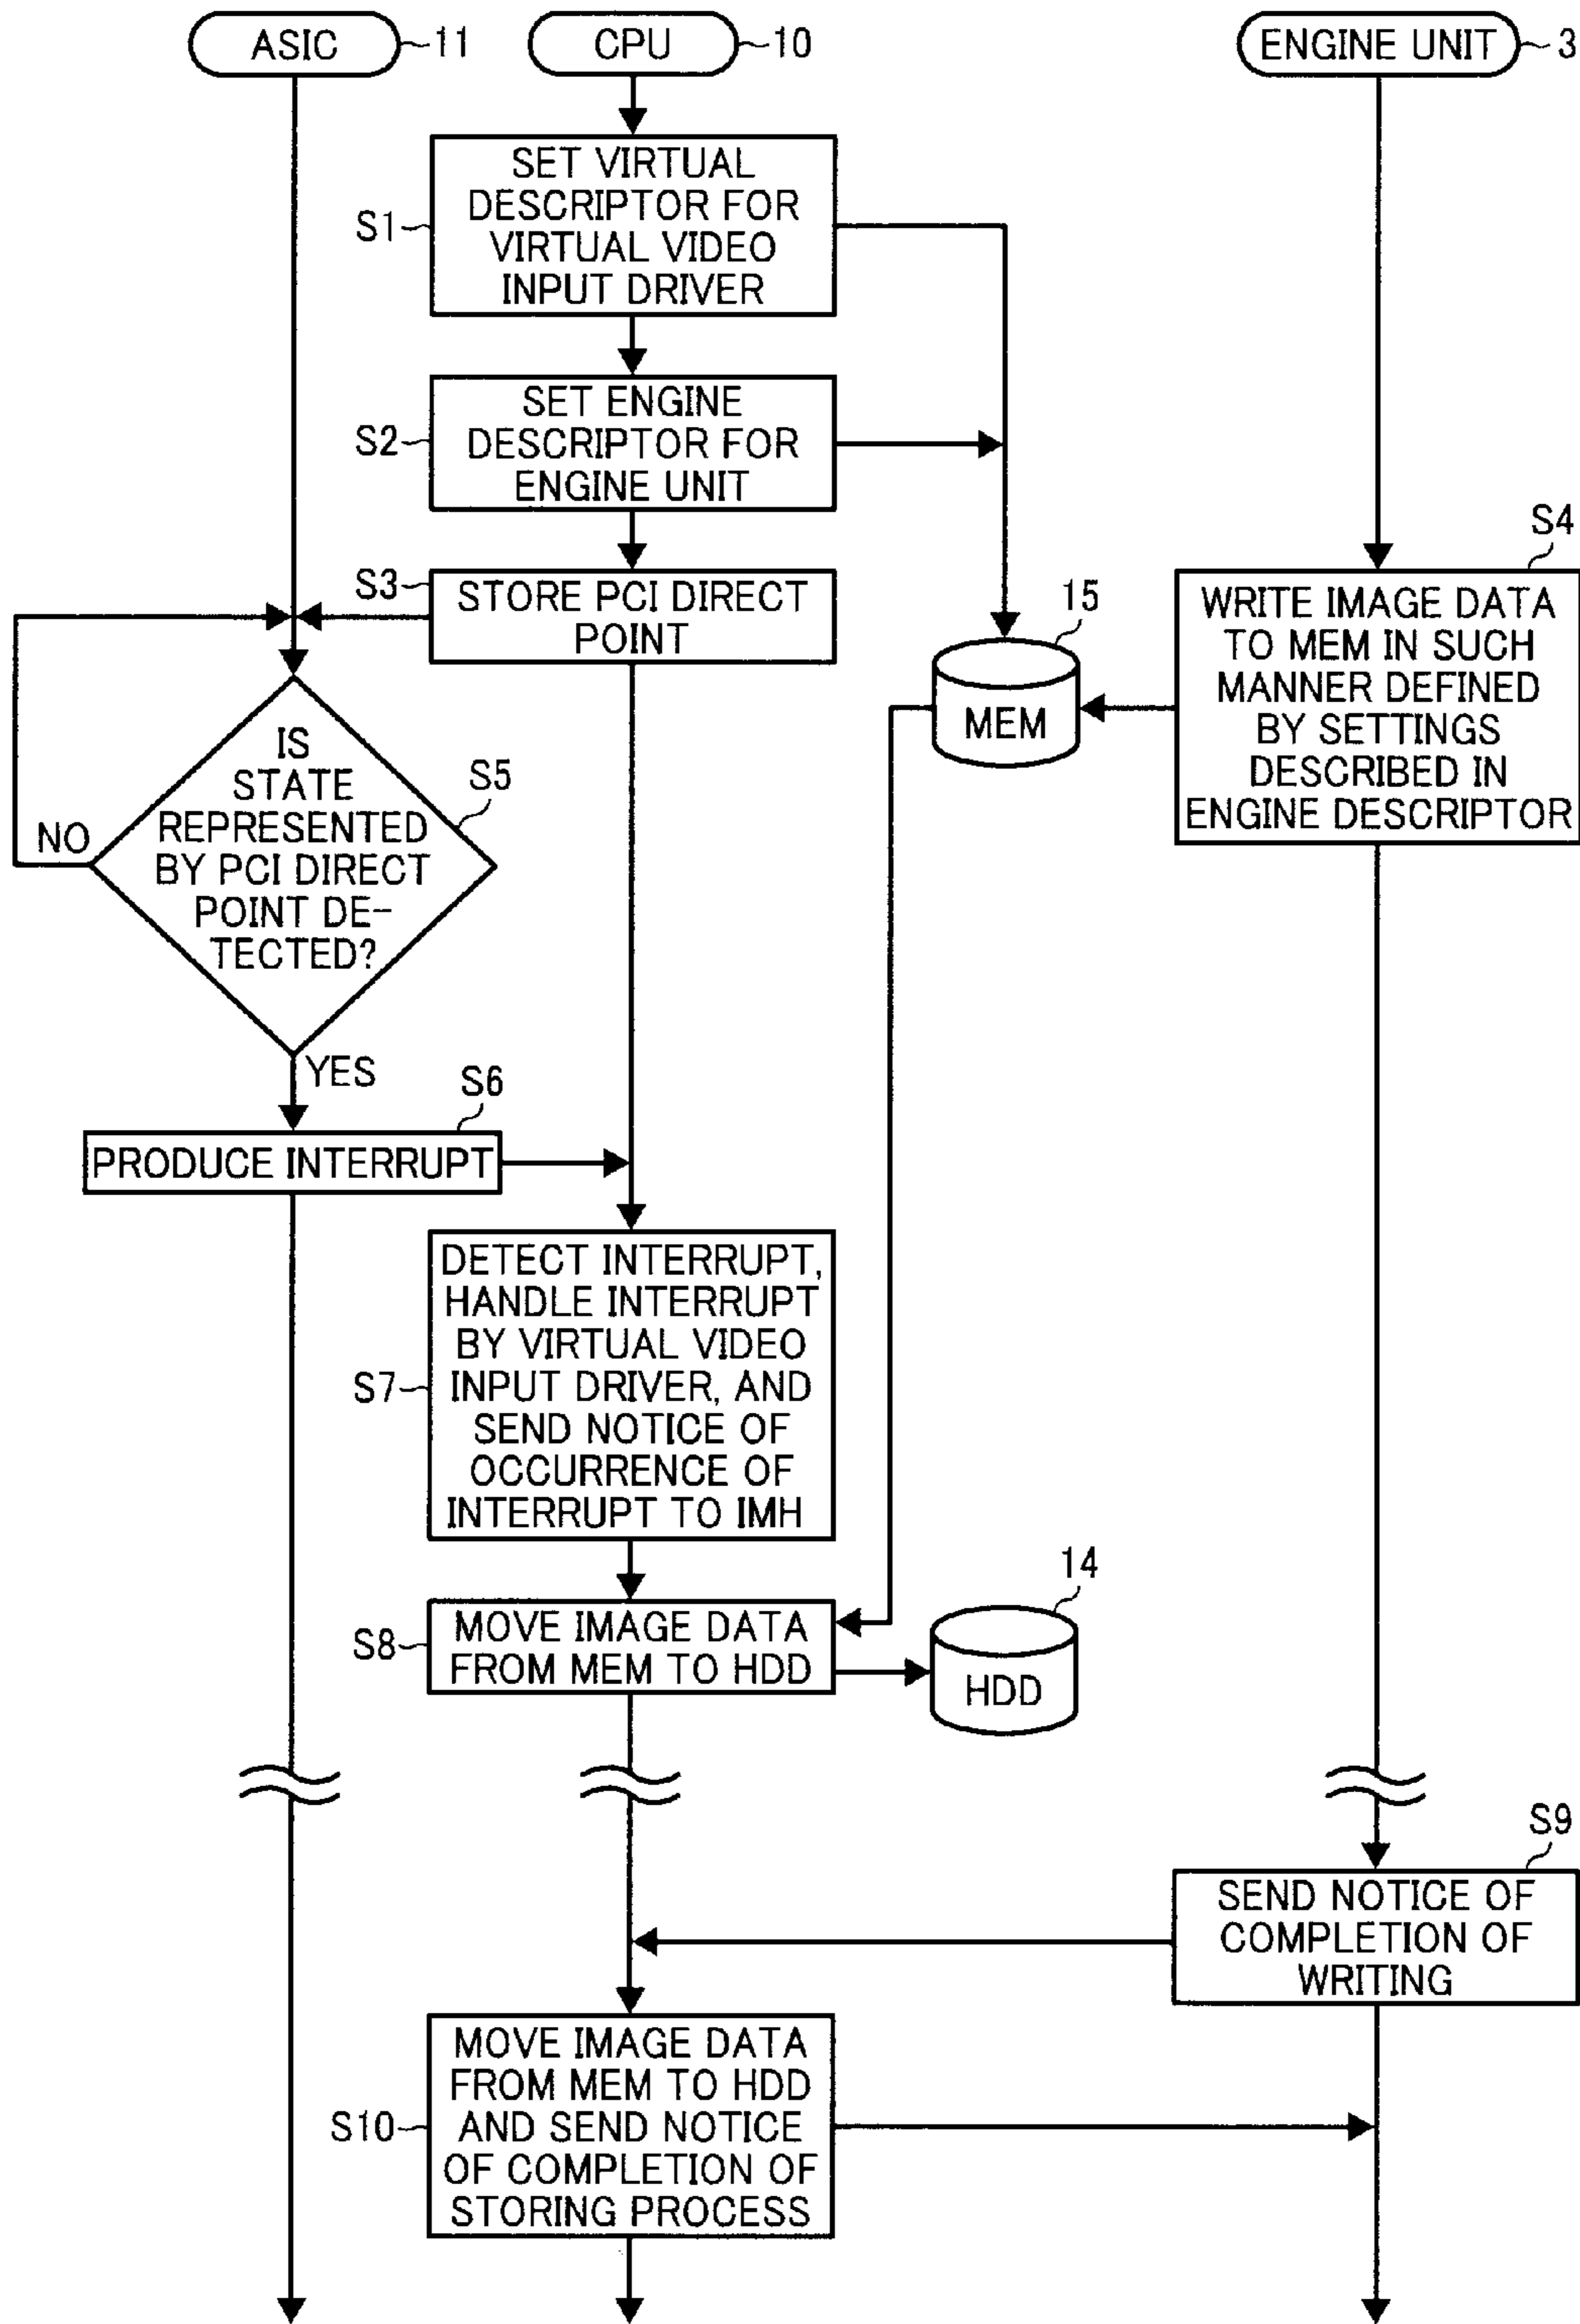 ASIC
11
CPU
10
ENGINE UNIT
3
S1
SET VIRTUAL
DESCRIPTOR FOR
VIRTUAL VIDEO
INPUT DRIVER
S2
SET ENGINE
DESCRIPTOR FOR
ENGINE UNIT
S3
STORE PCI DIRECT
POINT
S4
WRITE IMAGE DATA
TO MEM IN SUCH
MANNER DEFINED
BY SETTINGS
DESCRIBED IN
ENGINE DESCRIPTOR
15
MEM
S5
IS
STATE
REPRESENTED
BY PCI DIRECT
POINT DE-
TECTED?
NO
YES
S6
PRODUCE INTERRUPT
S7
DETECT INTERRUPT,
HANDLE INTERRUPT
BY VIRTUAL VIDEO
INPUT DRIVER, AND
SEND NOTICE OF
OCCURRENCE OF
INTERRUPT TO IMH
S8
MOVE IMAGE DATA
FROM MEM TO HDD
14
HDD
S9
SEND NOTICE OF
COMPLETION OF
WRITING
S10
MOVE IMAGE DATA
FROM MEM TO HDD
AND SEND NOTICE
OF COMPLETION OF
STORING PROCESS